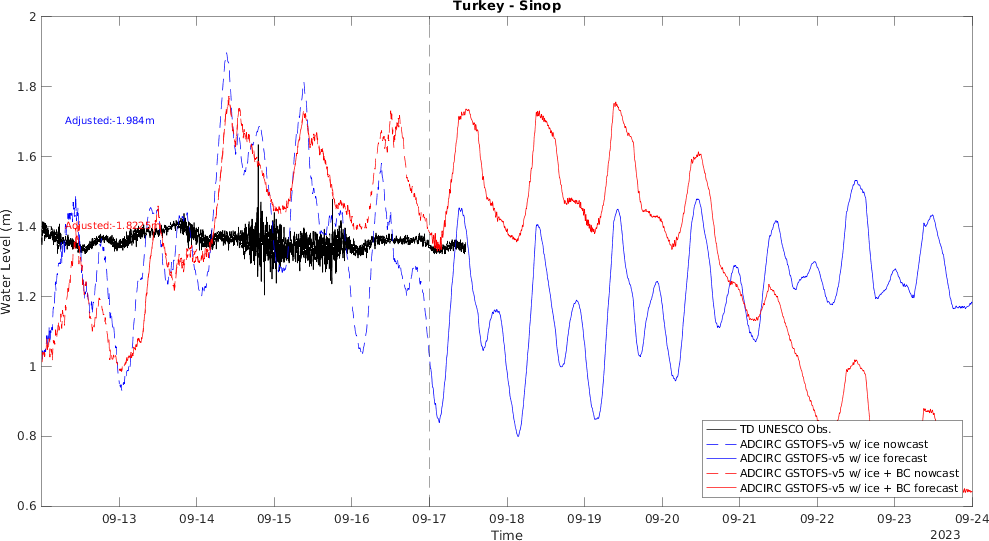 Turkey - Sinop
2
1.8
1.6
1.4
1.2
1
0.8
0.6
Water Level (m)
Adjusted:-1.984m
TD UNESCO Obs.
ADCIRC GSTOFS-v5 w/ ice nowcast
ADCIRC GSTOFS-v5 w/ ice forecast
ADCIRC GSTOFS-v5 w/ ice + BC nowcast
ADCIRC GSTOFS-v5 w/ ice + BC forecast
09-13
09-14
09-15
09-16
09-17
09-18
09-19
09-20
09-21
09-22
09-23
09-24
Time
2023